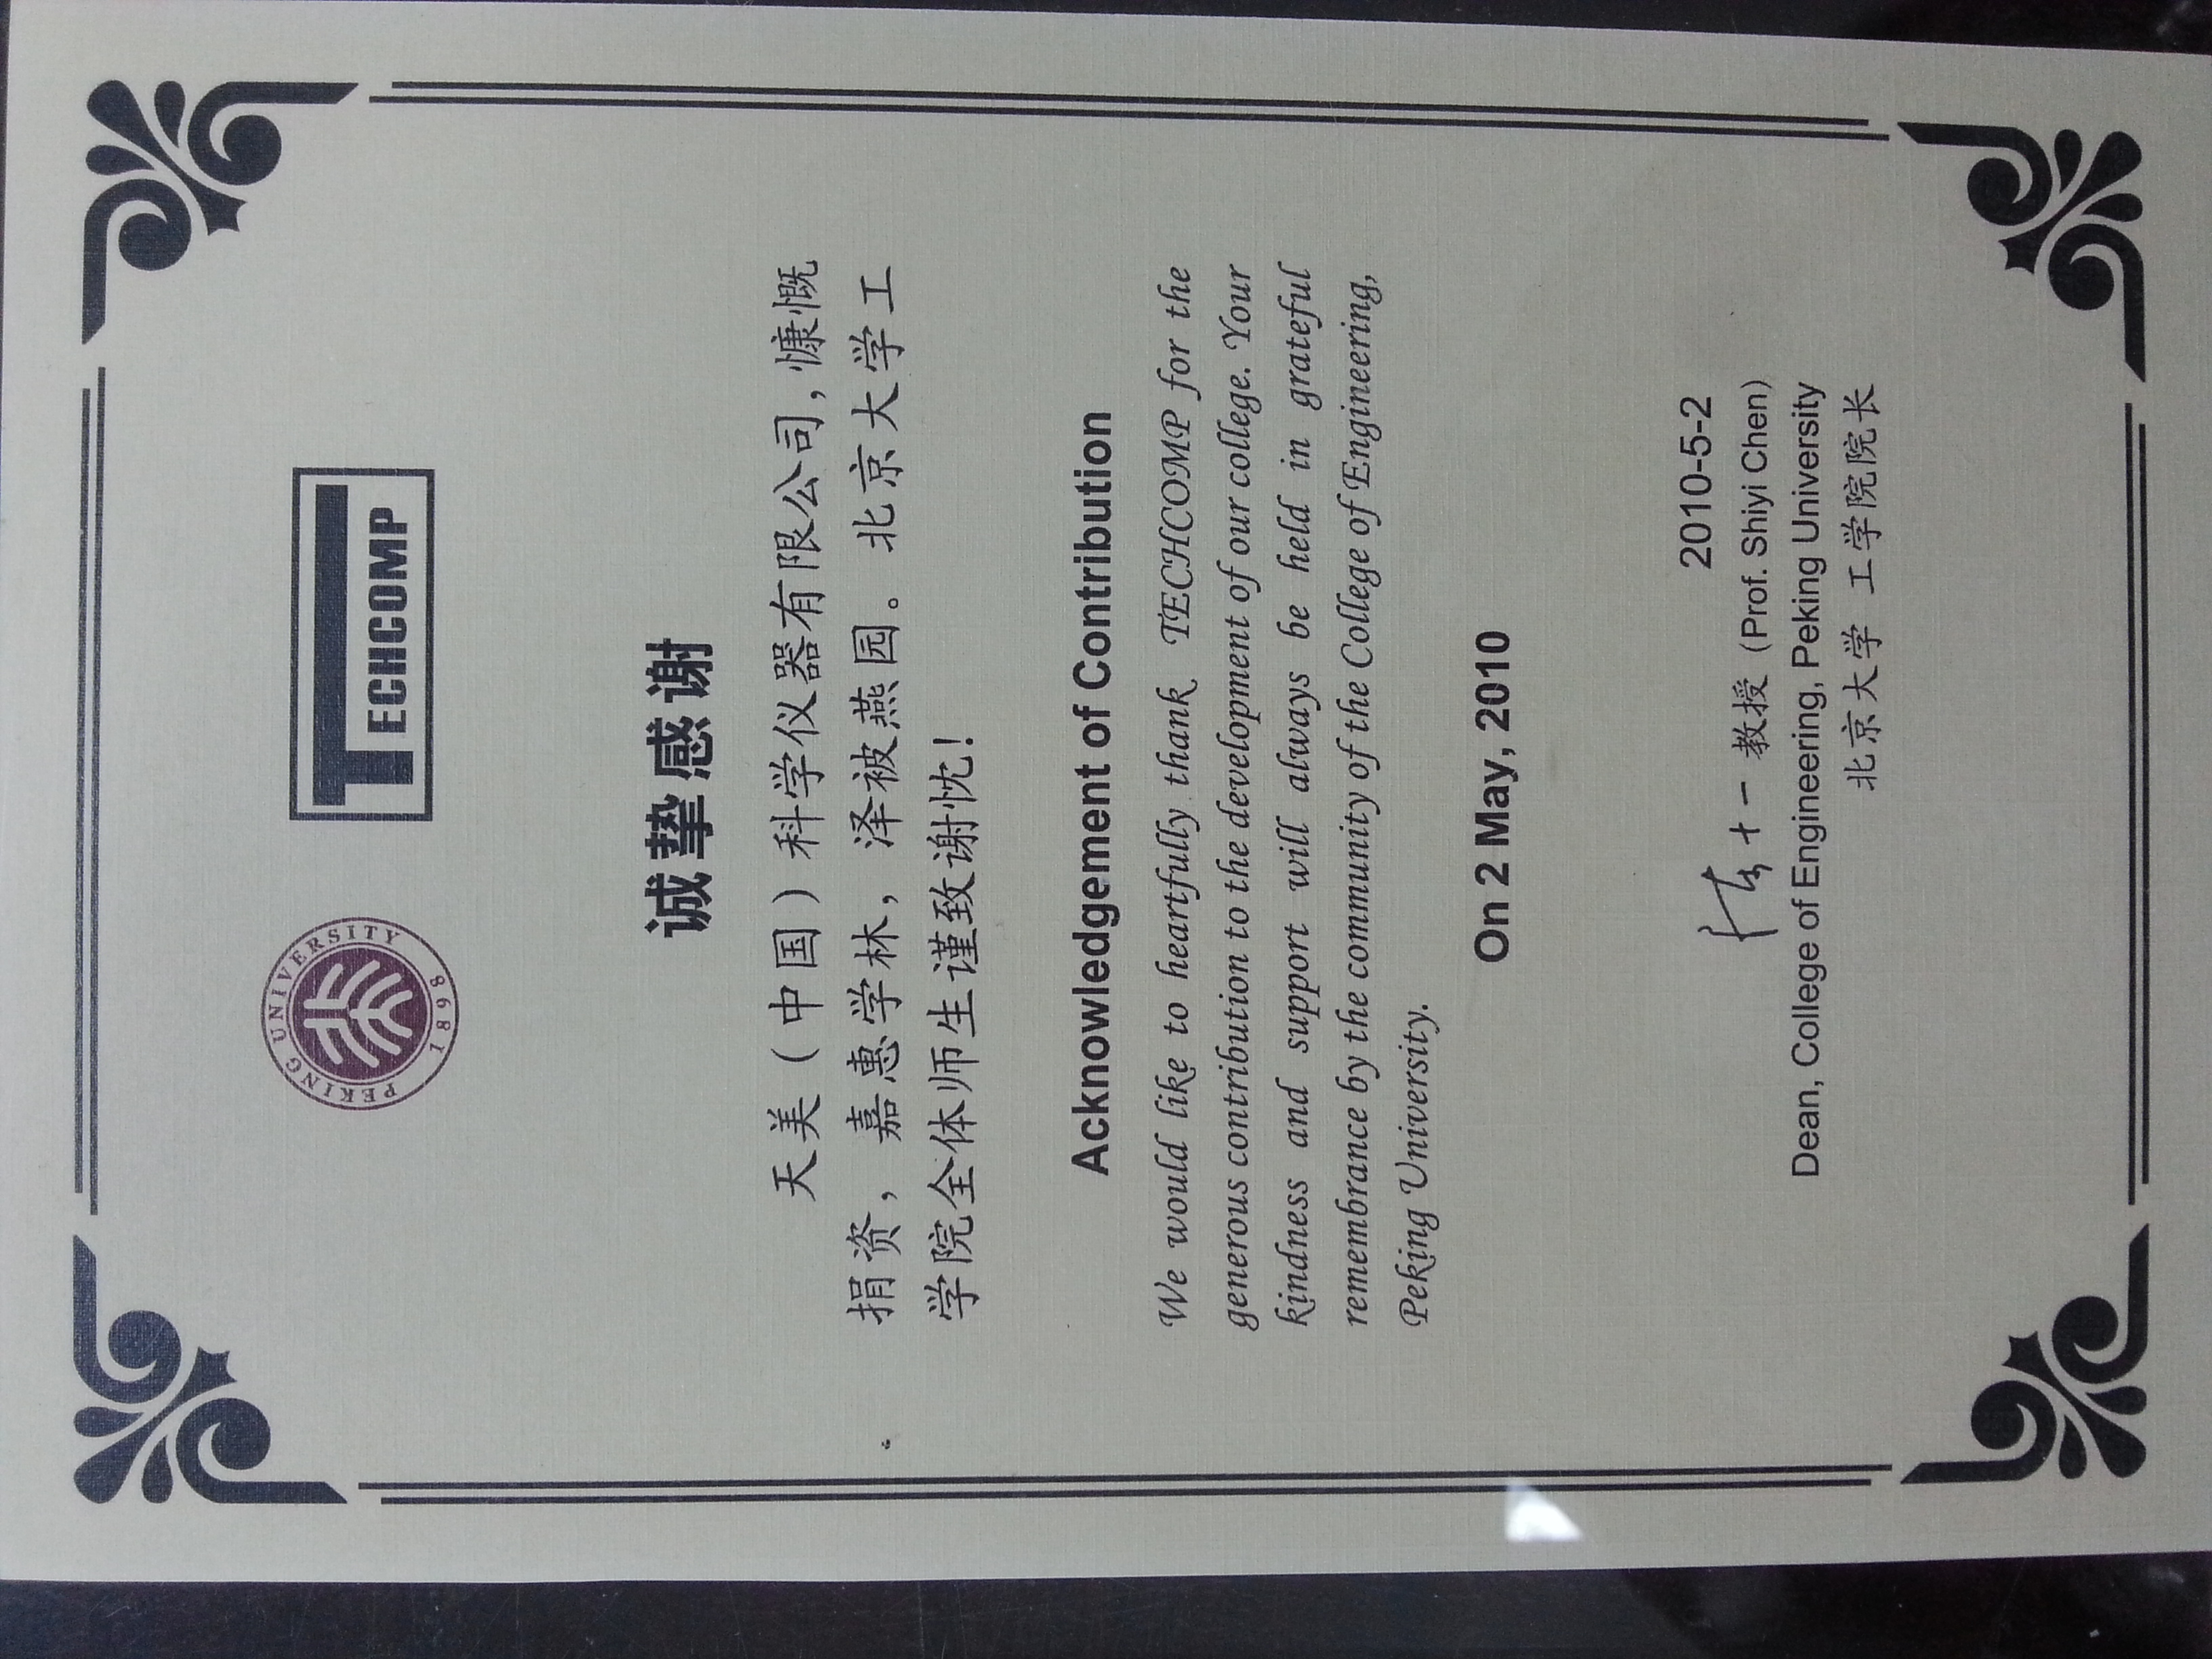 PEKING UNIVERSITY 1898
TECHCOMP
诚挚感谢
天美（中国）科学仪器有限公司，慷慨
捐资，嘉惠学林，泽被燕园。北京大学工
学院全体师生谨致谢忱！
Acknowledgement of Contribution
We would like to heartfully thank TECHCOMP for the
generous contribution to the development of our college. Your
kindness and support will always be held in grateful
remembrance by the community of the College of Engineering,
Peking University.
On 2 May, 2010
2010-5-2
教授 (Prof. Shiyi Chen)
Dean, College of Engineering, Peking University
北京大学 工学院院长